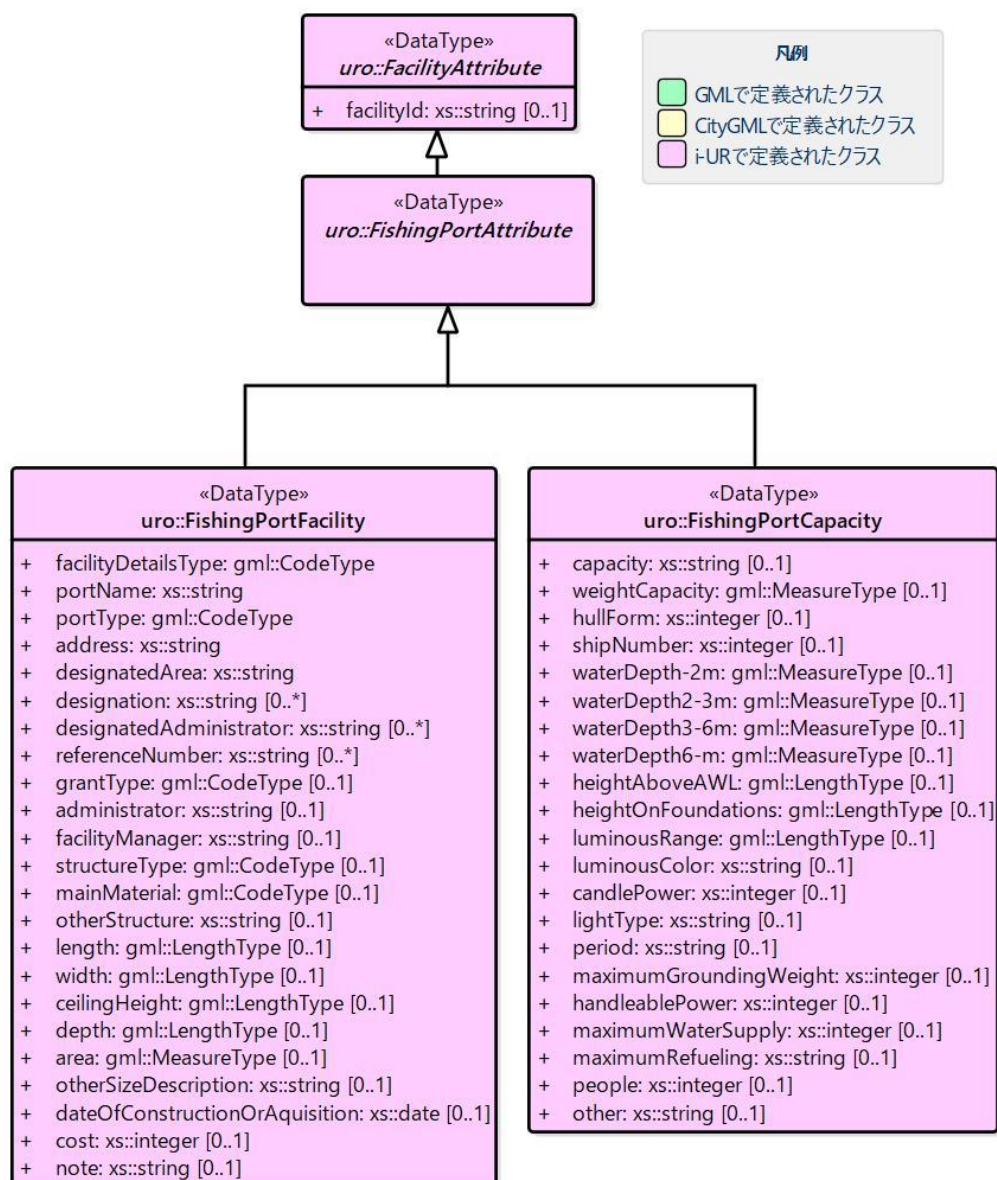 «DataType»
uro::FacilityAttribute
+ facilityId: xs::string [0..1]
凡例
GMLで定義されたクラス
CityGMLで定義されたクラス
i-URで定義されたクラス
«DataType»
uro::FishingPortAttribute
«DataType»
uro::FishingPortFacility
+ facilityDetailsType: gml::CodeType
+ portName: xs::string
+ portType: gml::CodeType
+ address: xs::string
+ designatedArea: xs::string
+ designation: xs::string [0..*]
+ designatedAdministrator: xs::string [0..*]
+ referenceNumber: xs::string [0..*]
+ grantType: gml::CodeType [0..1]
+ administrator: xs::string [0..1]
+ facilityManager: xs::string [0..1]
+ structureType: gml::CodeType [0..1]
+ mainMaterial: gml::CodeType [0..1]
+ otherStructure: xs::string [0..1]
+ length: gml::LengthType [0..1]
+ width: gml::LengthType [0..1]
+ ceilingHeight: gml::LengthType [0..1]
+ depth: gml::LengthType [0..1]
+ area: gml::MeasureType [0..1]
+ otherSizeDescription: xs::string [0..1]
+ dateOfConstructionOrAquisition: xs::date [0..1]
+ cost: xs::integer [0..1]
+ note: xs::string [0..1]
«DataType»
uro::FishingPortCapacity
+ capacity: xs::string [0..1]
+ weightCapacity: gml::MeasureType [0..1]
+ hullForm: xs::integer [0..1]
+ shipNumber: xs::integer [0..1]
+ waterDepth-2m: gml::MeasureType [0..1]
+ waterDepth2-3m: gml::MeasureType [0..1]
+ waterDepth3-6m: gml::MeasureType [0..1]
+ waterDepth6-m: gml::MeasureType [0..1]
+ heightAboveAWL: gml::LengthType [0..1]
+ heightOnFoundations: gml::LengthType [0..1]
+ luminousRange: gml::LengthType [0..1]
+ luminousColor: xs::string [0..1]
+ candlePower: xs::integer [0..1]
+ lightType: xs::string [0..1]
+ period: xs::string [0..1]
+ maximumGroundingWeight: xs::integer [0..1]
+ handleablePower: xs::integer [0..1]
+ maximumWaterSupply: xs::integer [0..1]
+ maximumRefueling: xs::string [0..1]
+ people: xs::integer [0..1]
+ other: xs::string [0..1]